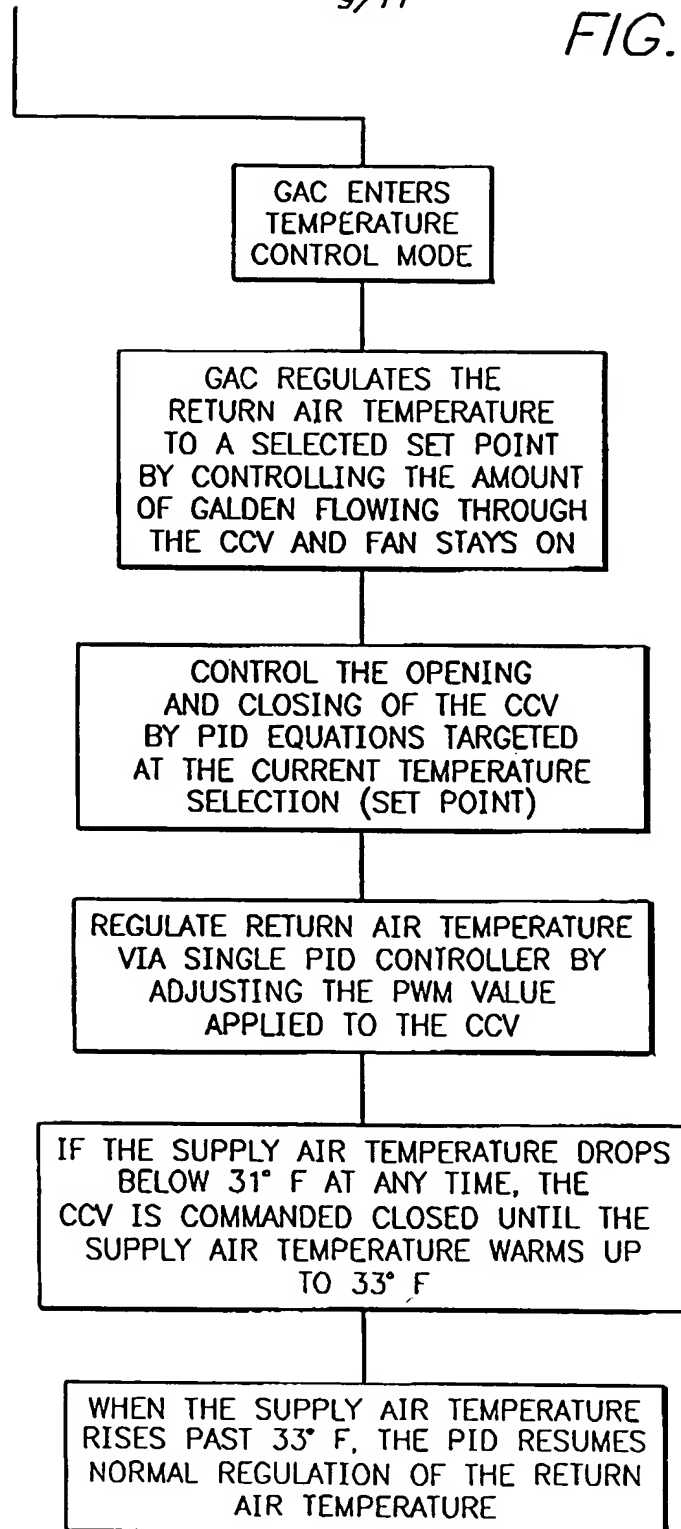 9/11
FIG.
GAC ENTERS
TEMPERATURE
CONTROL MODE
GAC REGULATES THE
RETURN AIR TEMPERATURE
TO A SELECTED SET POINT
BY CONTROLLING THE AMOUNT
OF GALDEN FLOWING THROUGH
THE CCV AND FAN STAYS ON
CONTROL THE OPENING
AND CLOSING OF THE CCV
BY PID EQUATIONS TARGETED
AT THE CURRENT TEMPERATURE
SELECTION (SET POINT)
REGULATE RETURN AIR TEMPERATURE
VIA SINGLE PID CONTROLLER BY
ADJUSTING THE PWM VALUE
APPLIED TO THE CCV
IF THE SUPPLY AIR TEMPERATURE DROPS
BELOW 31° F AT ANY TIME, THE
CCV IS COMMANDED CLOSED UNTIL THE
SUPPLY AIR TEMPERATURE WARMS UP
TO 33° F
WHEN THE SUPPLY AIR TEMPERATURE
RISES PAST 33° F, THE PID RESUMES
NORMAL REGULATION OF THE RETURN
AIR TEMPERATURE